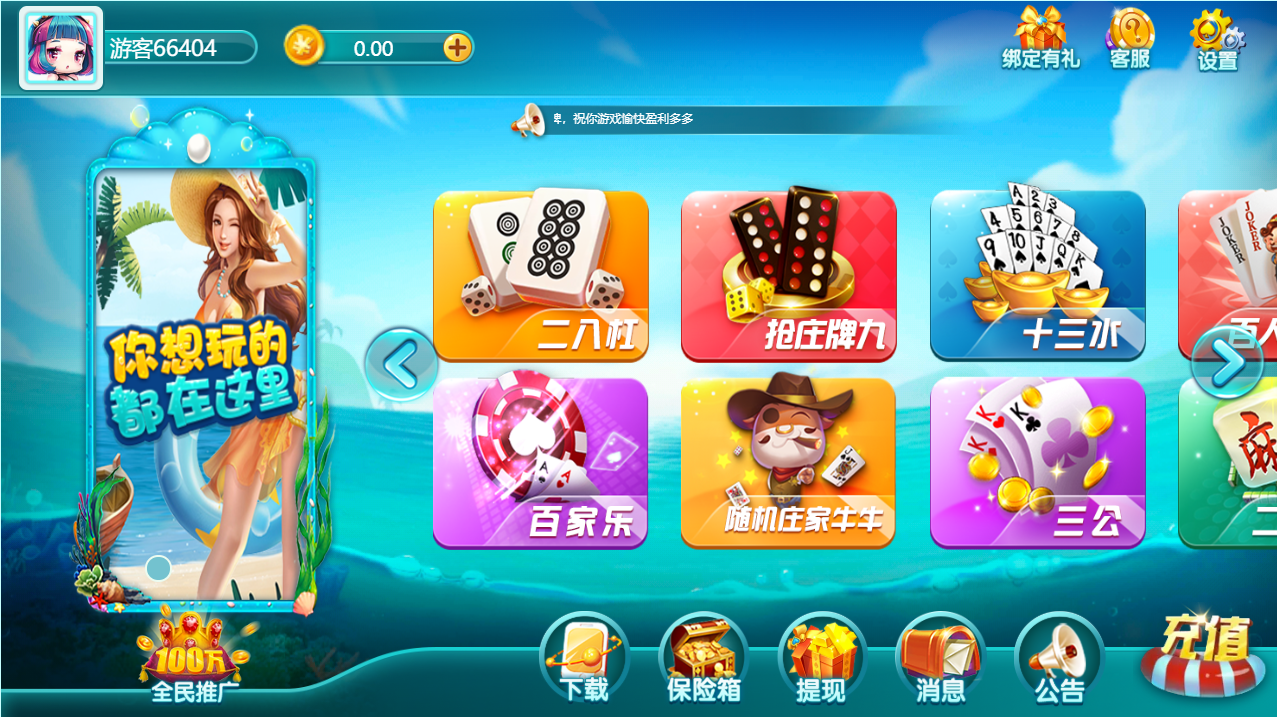 游客66404
0.00
绑定有礼
客服
设置
卑，祝你游戏愉快盈利多多
你想玩的
都在这里
二八杠
抢庄牌九
十三水
百人
百家乐
随机庄家牛牛
三公
二
100万
全民推广
下载
保险箱
提现
消息
公告
充值